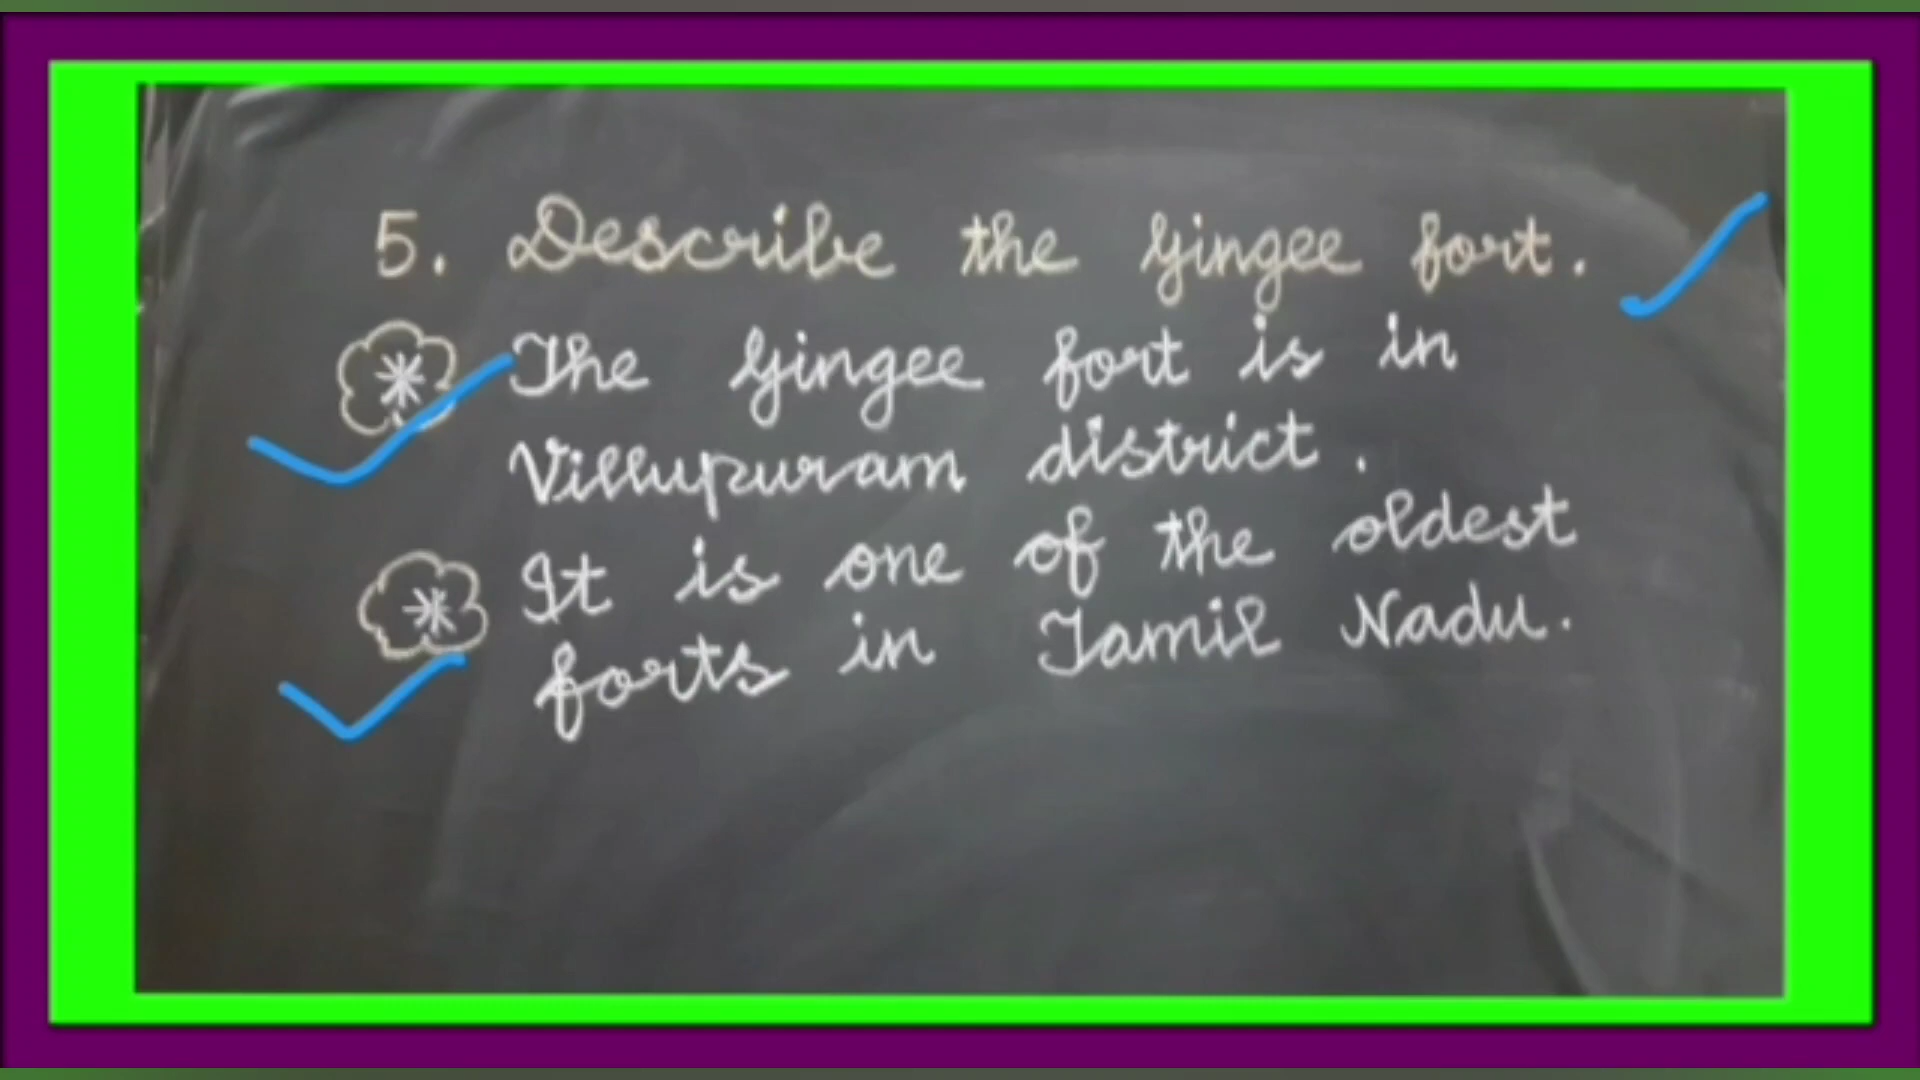 5. Describe the Gingee fort.
The Gingee fort is in
Villupuram district.
It is one of the oldest
forts in Tamil Nadu.